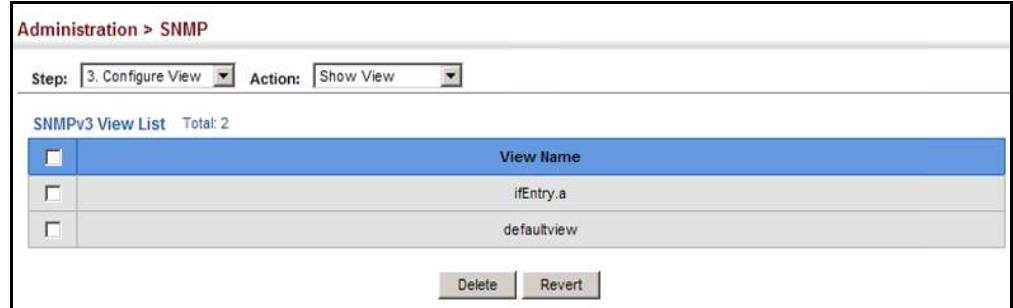 Administration > SNMP
Step: 3. Configure View Action: Show View
SNMPv3 View List Total: 2
View Name
ifEntry.a
defaultview
Delete Revert